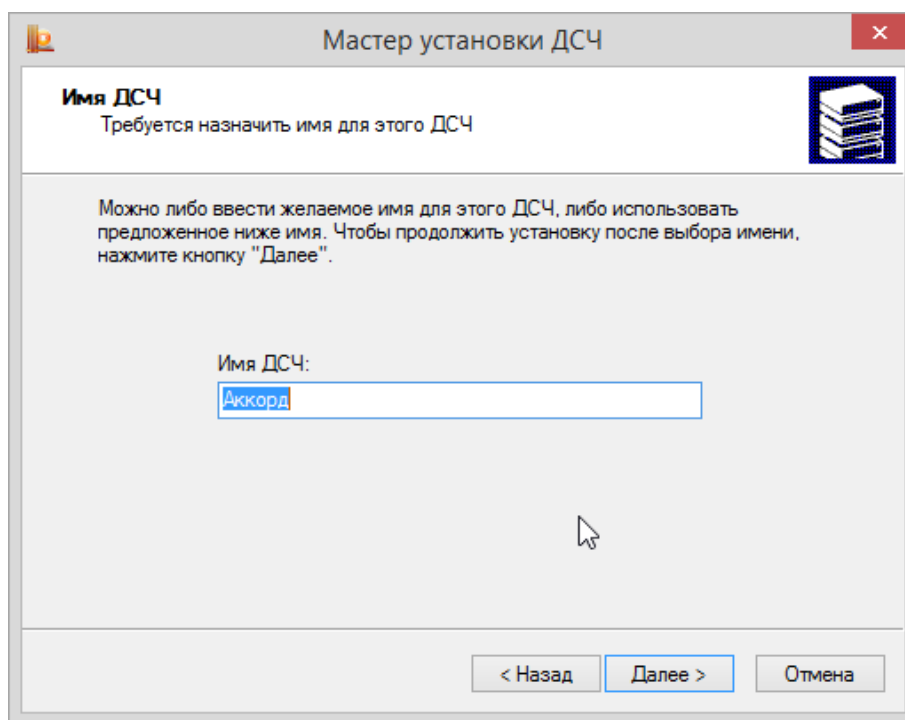 Мастер установки ДСЧ
Имя ДСЧ
Требуется назначить имя для этого ДСЧ
Можно либо ввести желаемое имя для этого ДСЧ, либо использовать
предложенное ниже имя. Чтобы продолжить установку после выбора имени,
нажмите кнопку "Далее".
Имя ДСЧ:
Аккорд
< Назад
Далее >
Отмена